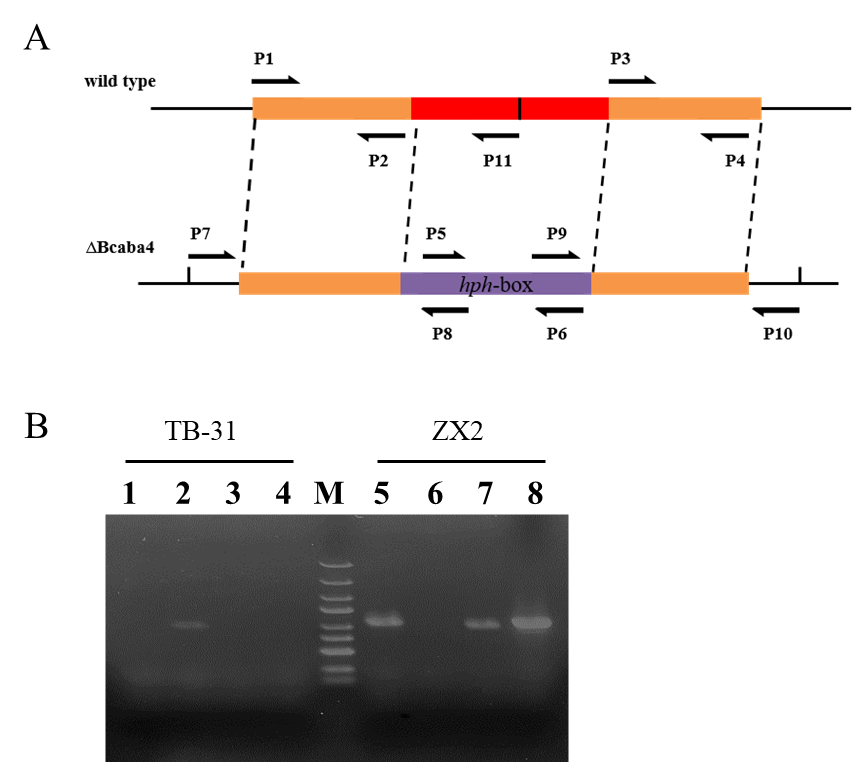 A
P1 P3
wild type
P2 P11 P4
P7 P5 P9
ΔBcaba4
hph-box
P8 P6 P10
B
TB-31 ZX2
1 2 3 4 M 5 6 7 8